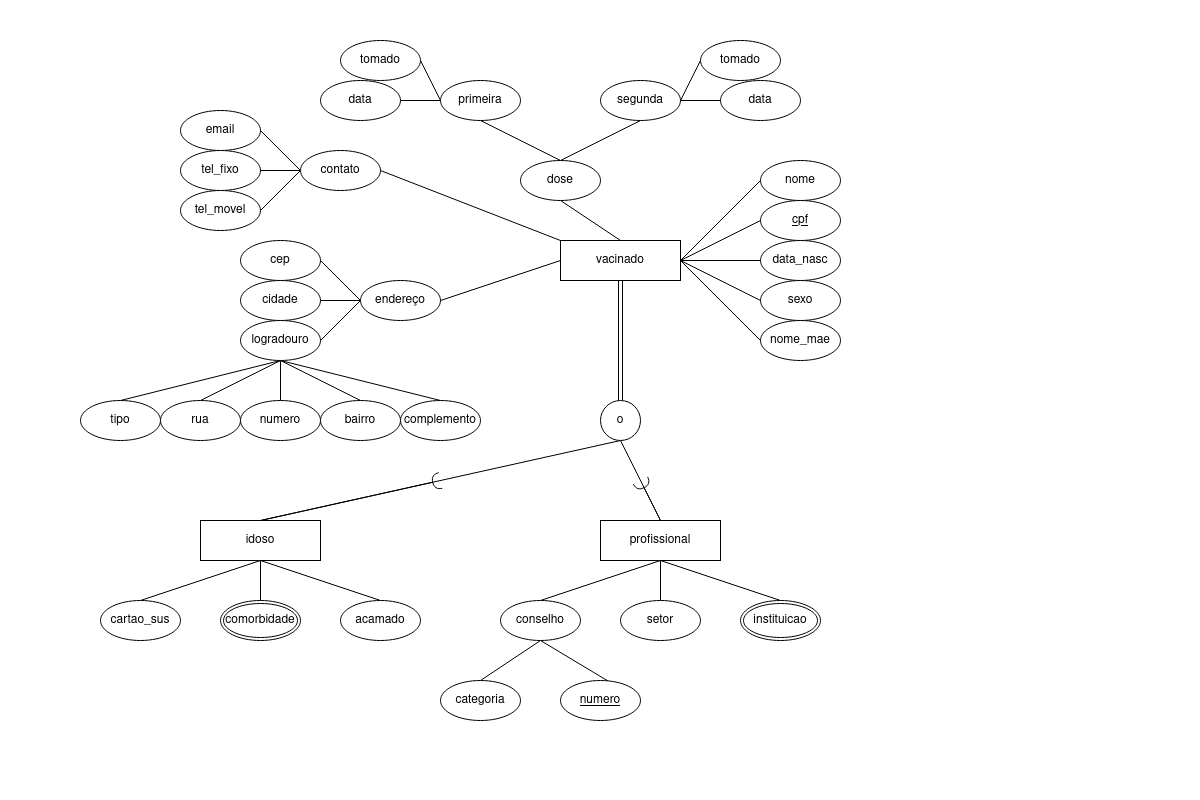 tomado
tomado
data
primeira
segunda
data
email
tel_fixo
contato
tel_movel
dose
nome
cpf
cep
vacinado
data_nasc
cidade
endereço
sexo
logradouro
nome_mae
tipo
rua
numero
bairro
complemento
o
idoso
profissional
cartao_sus
comorbidade
acamado
conselho
setor
instituicao
categoria
numero